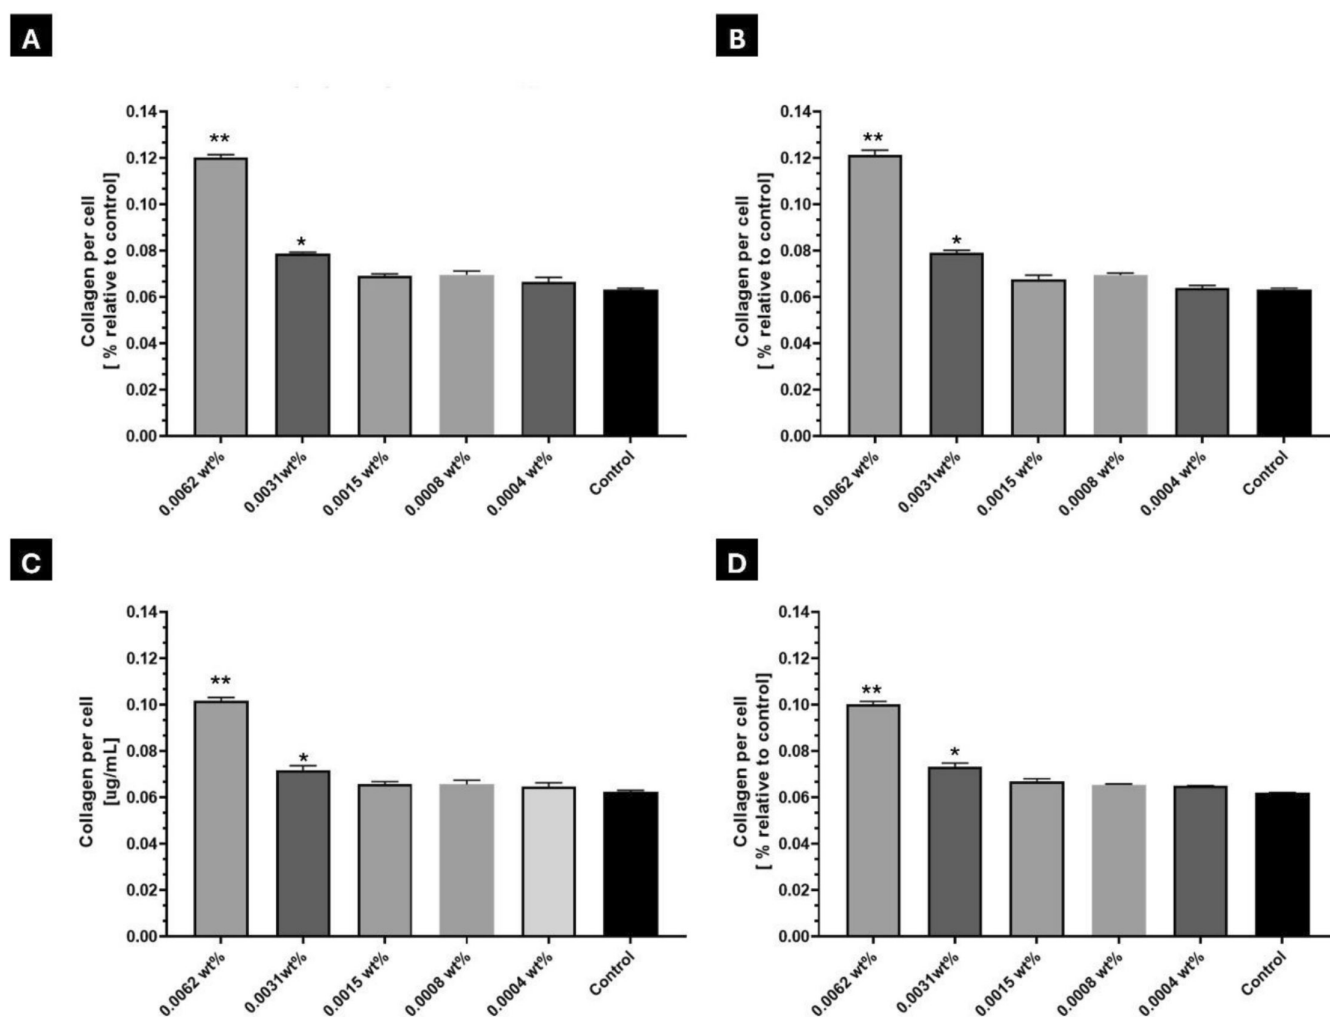 A
Collagen per cell
[ % relative to control]
0.14
0.12
0.10
0.08
0.06
0.04
0.02
0.00
**
*
0.0062 wt%
0.0031wt%
0.0015 wt%
0.0008 wt%
0.0004 wt%
Control
B
Collagen per cell
[ % relative to control]
0.14
0.12
0.10
0.08
0.06
0.04
0.02
0.00
**
*
0.0062 wt%
0.0031wt%
0.0015 wt%
0.0008 wt%
0.0004 wt%
Control
C
Collagen per cell
[ug/mL]
0.14
0.12
0.10
0.08
0.06
0.04
0.02
0.00
**
*
0.0062 wt%
0.0031wt%
0.0015 wt%
0.0008 wt%
0.0004 wt%
Control
D
Collagen per cell
[ % relative to control]
0.14
0.12
0.10
0.08
0.06
0.04
0.02
0.00
**
*
0.0062 wt%
0.0031wt%
0.0015 wt%
0.0008 wt%
0.0004 wt%
Control